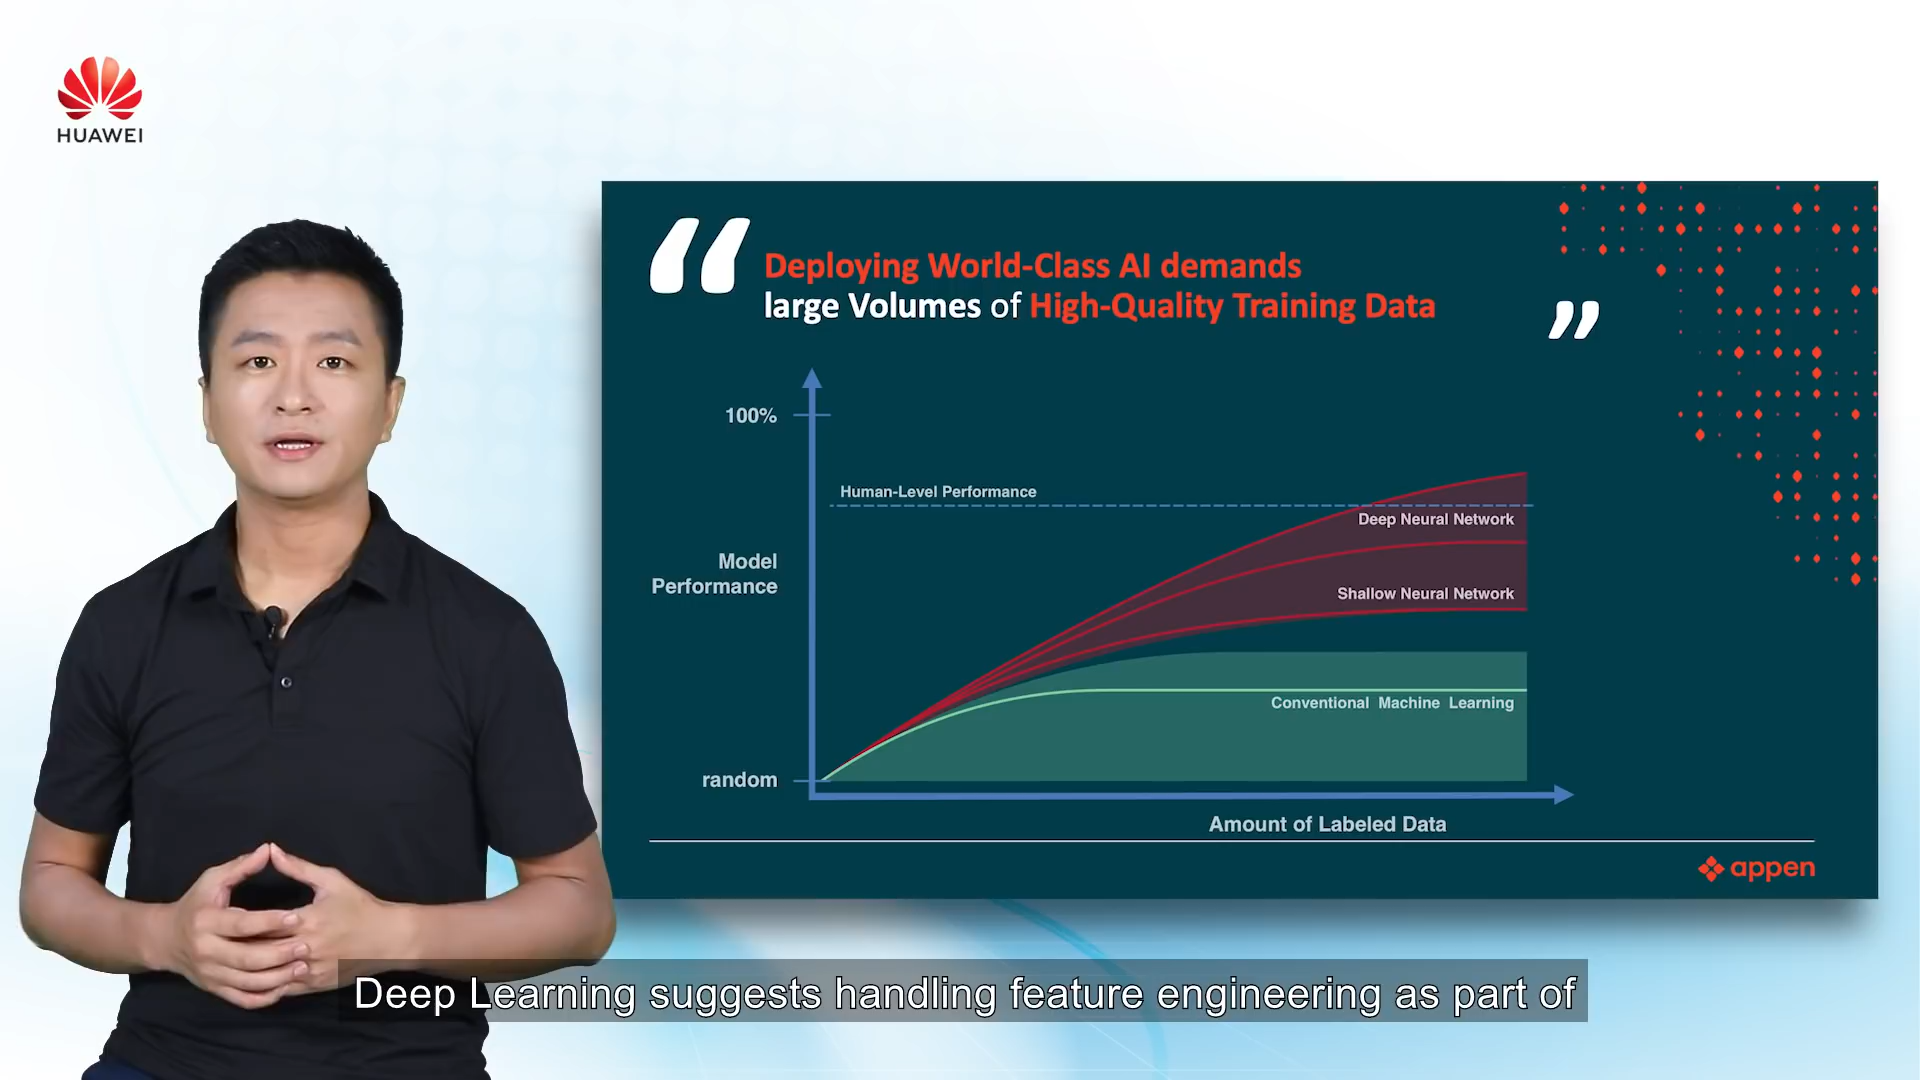 HUAWEI
“
Deploying World-Class AI demands
large Volumes of High-Quality Training Data
”
100%
Human-Level Performance
Deep Neural Network
Model
Performance
Shallow Neural Network
Conventional Machine Learning
random
Amount of Labeled Data
appen
Deep Learning suggests handling feature engineering as part of